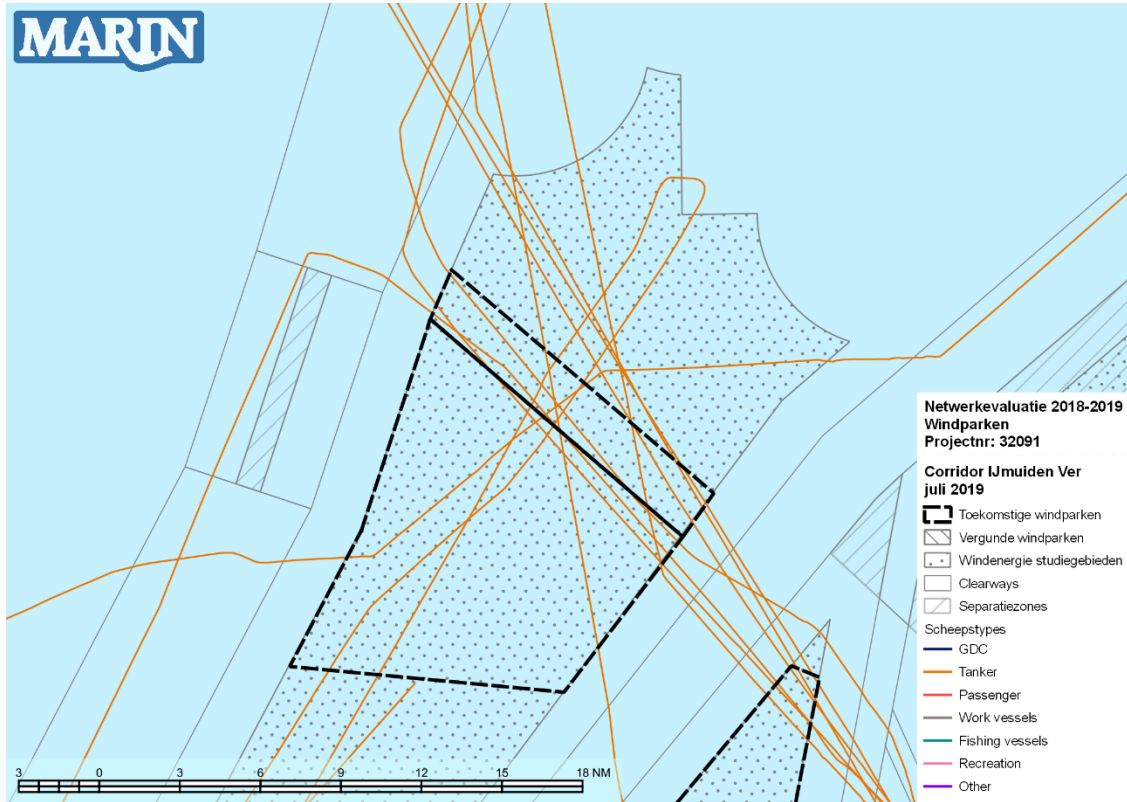 MARIN
Netwerkevaluatie 2018-2019
Windparken
Projectnr: 32091
Corridor IJmuiden Ver
juli 2019
Toekomstige windparken
Vergunde windparken
Windenergie studiegebieden
Clearways
Separatiezones
Scheepstypes
GDC
Tanker
Passenger
Work vessels
Fishing vessels
Recreation
Other
3 0 3 6 9 12 15 18 NM